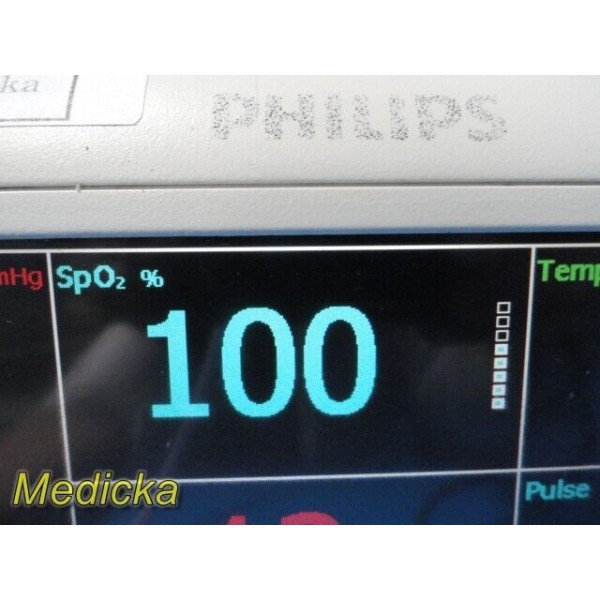 ka
PHILIPS
mHg SpO₂ % Temp
100
Medicka
Pulse